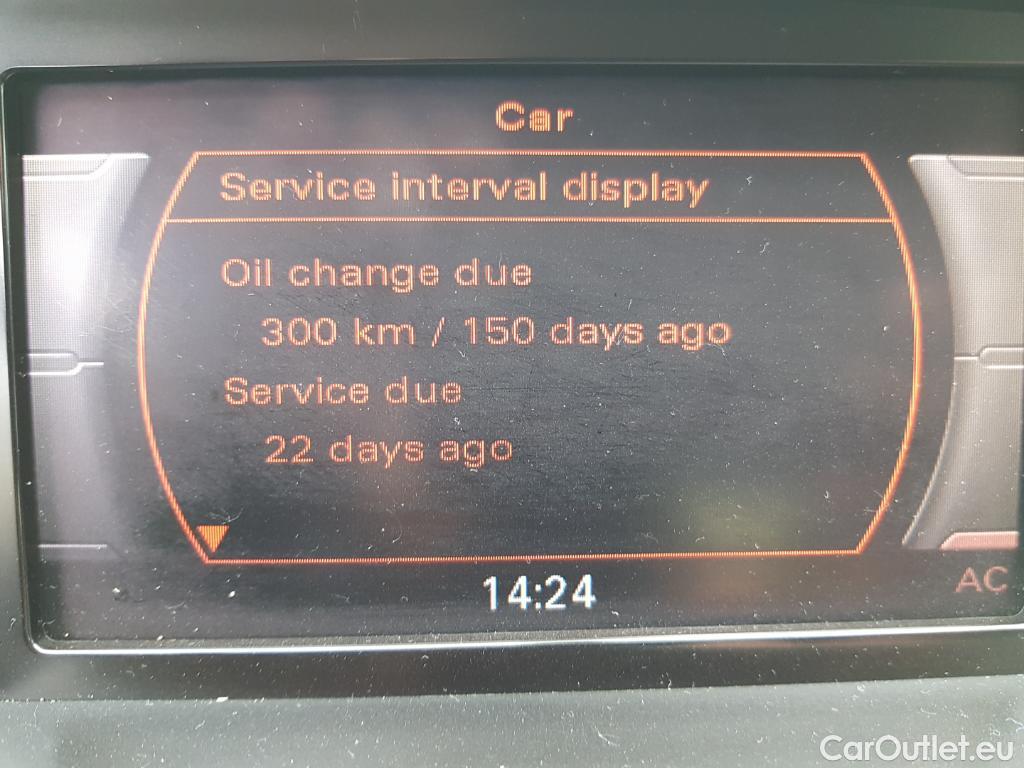 Car
Service interval display
Oil change due
300 km / 150 days ago
Service due
22 days ago
14:24
AC
CarOutlet.eu